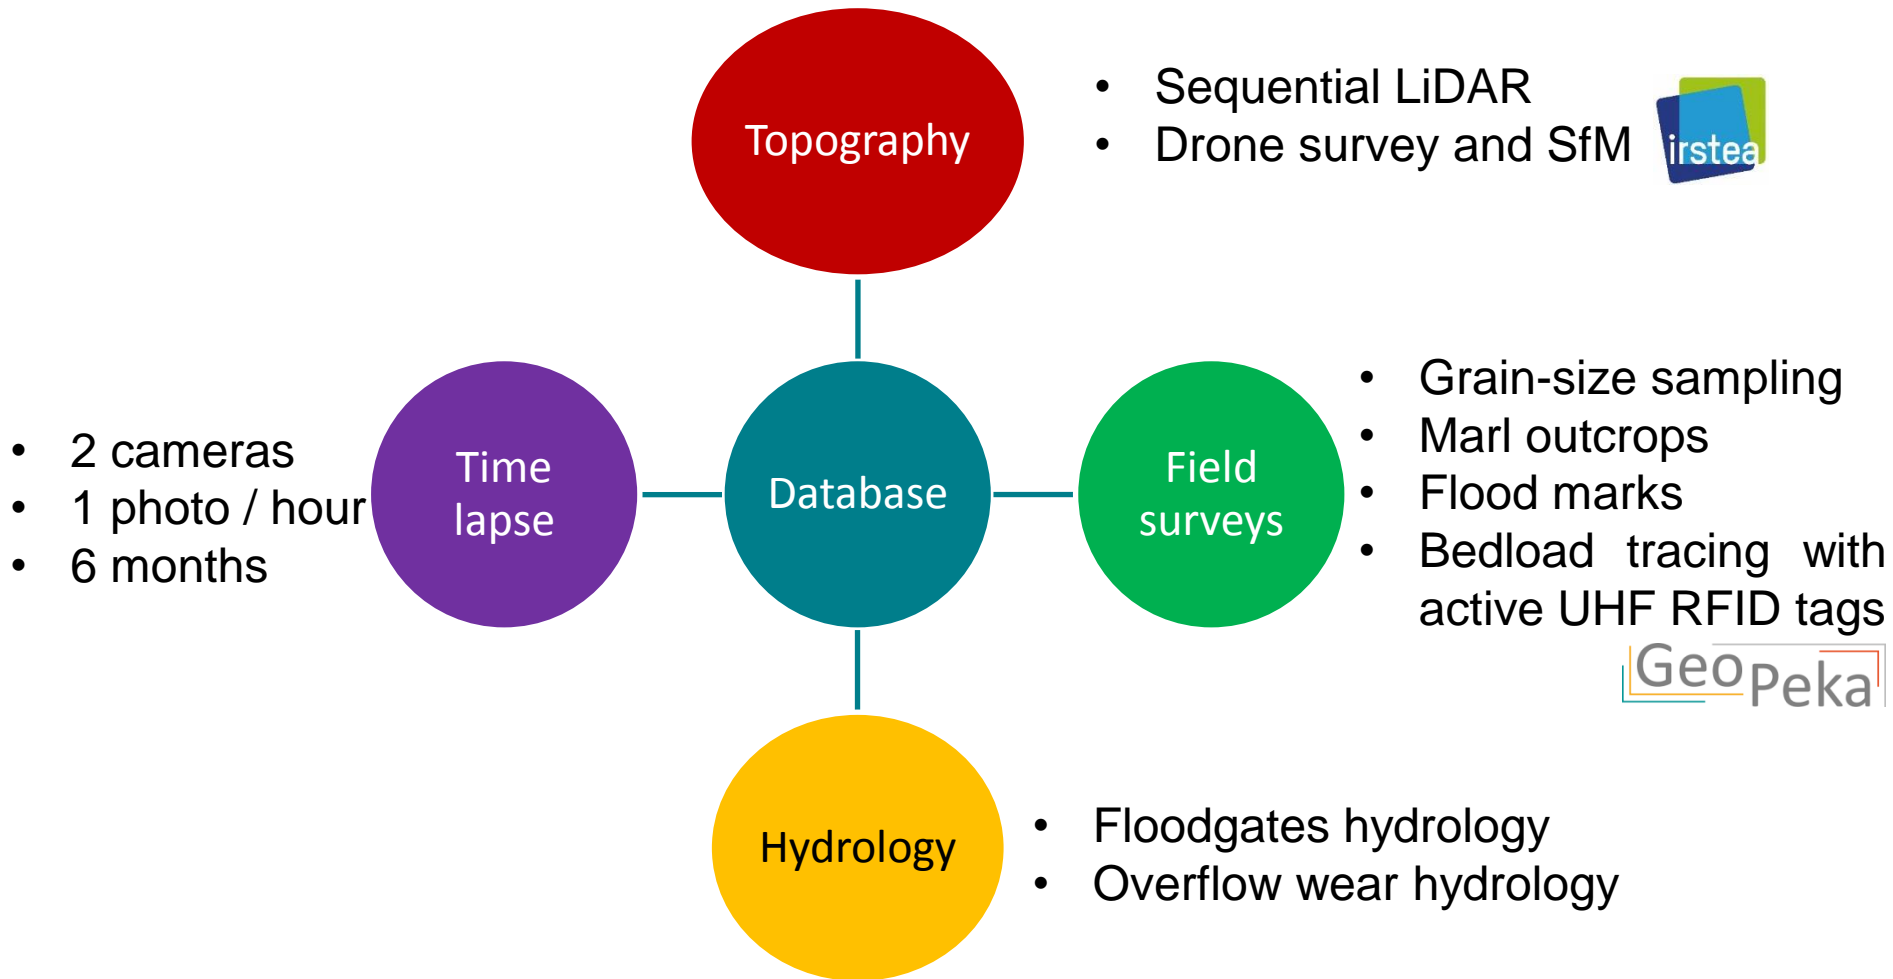 Topography
• Sequential LiDAR
• Drone survey and SfM
irstea
• 2 cameras
• 1 photo / hour
• 6 months
Time
lapse
Database
Field
surveys
• Grain-size sampling
• Marl outcrops
• Flood marks
• Bedload tracing with
active UHF RFID tags
GeoPeka
Hydrology
• Floodgates hydrology
• Overflow wear hydrology